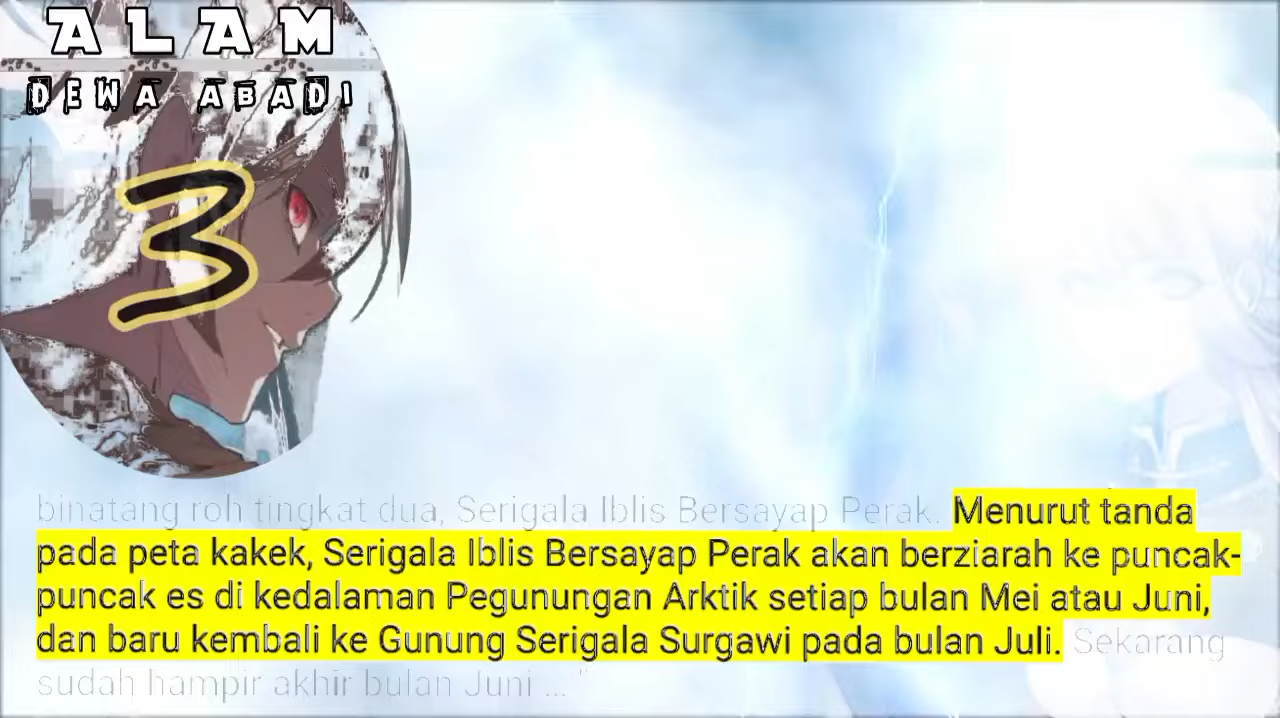 ALAM
DEWA ABADI
3
binatang roh tingkat dua, Serigala Iblis Bersayap Perak. Menurut tanda
pada peta kakek, Serigala Iblis Bersayap Perak akan berziarah ke puncak-
puncak es di kedalaman Pegunungan Arktik setiap bulan Mei atau Juni,
dan baru kembali ke Gunung Serigala Surgawi pada bulan Juli. Sekarang
sudah hampir akhir bulan Juni ... "